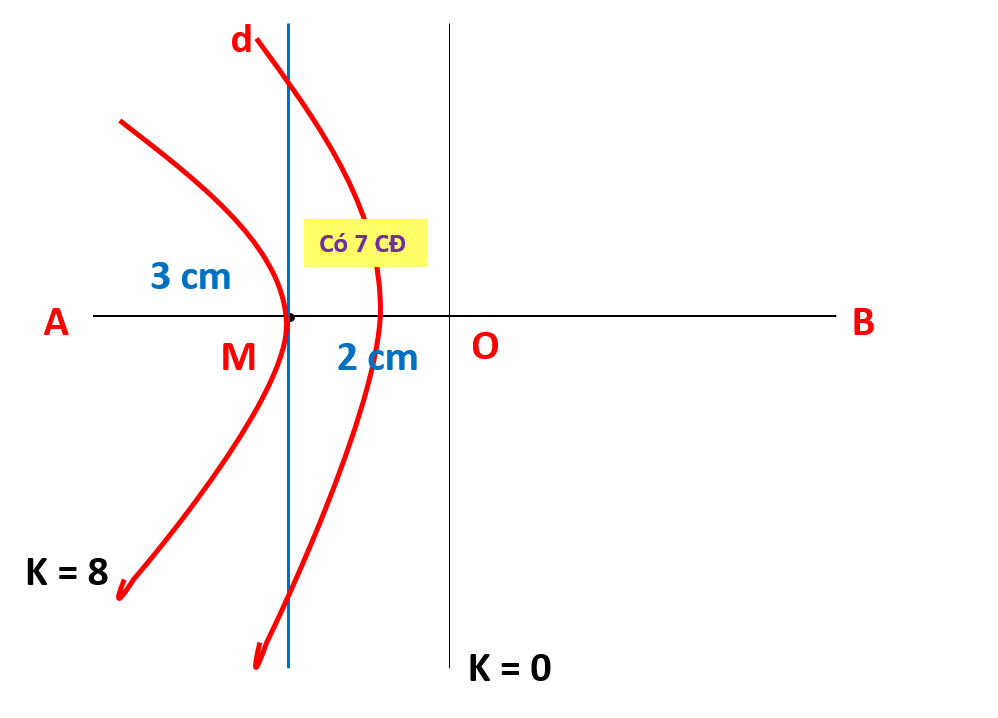 d
Có 7 CĐ
3 cm
A
B
M
2 cm
O
K = 8
K = 0